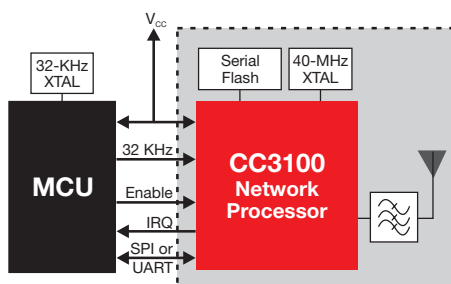 VCC
32-KHz
XTAL
Serial
Flash
40-MHz
XTAL
MCU
32 KHz
Enable
IRQ
SPI or
UART
CC3100
Network
Processor